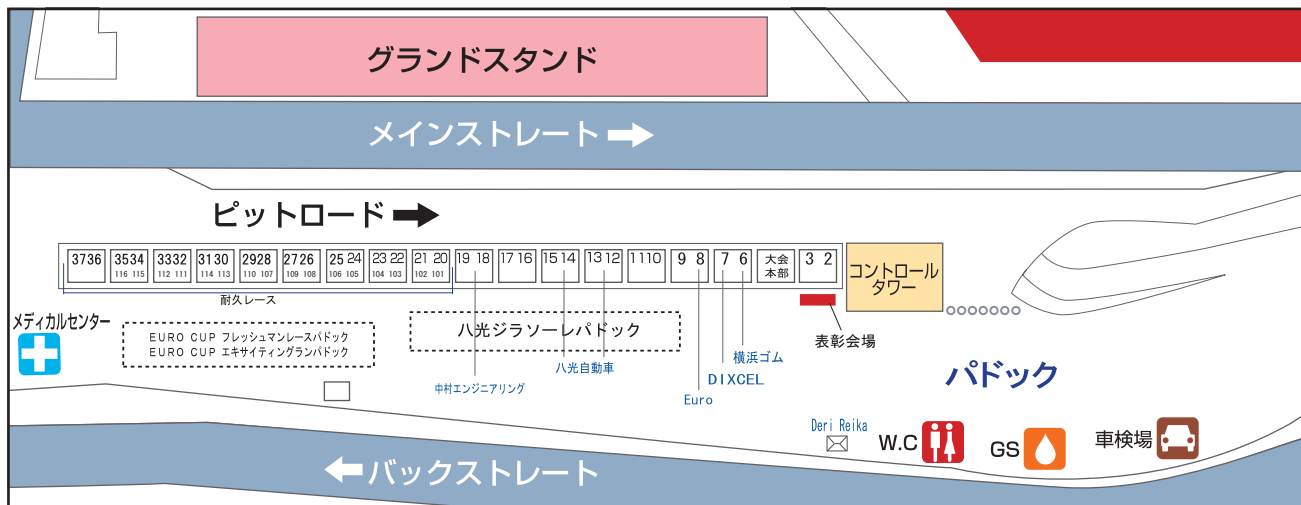 グランドスタンド
メインストレート
ピットロード
3736 3534 3332 3130 2928 2726 25 24 23 22 21 20 19 18 17 16 15 14 13 12 1110 9 8 7 6 大会本部 3 2
116 115 112 111 114 113 110 107 109 108 106 105 104 103 102 101
コントロール
タワー
耐久レース
メディカルセンター
EURO CUP フレッシュマンレースパドック
EURO CUP エキサイティングランパドック
八光ジラソーレパドック
表彰会場
横浜ゴム
八光自動車
DIXCEL
中村エンジニアリング
Euro
パドック
Deri Reika
W.C
GS
車検場
バックストレート